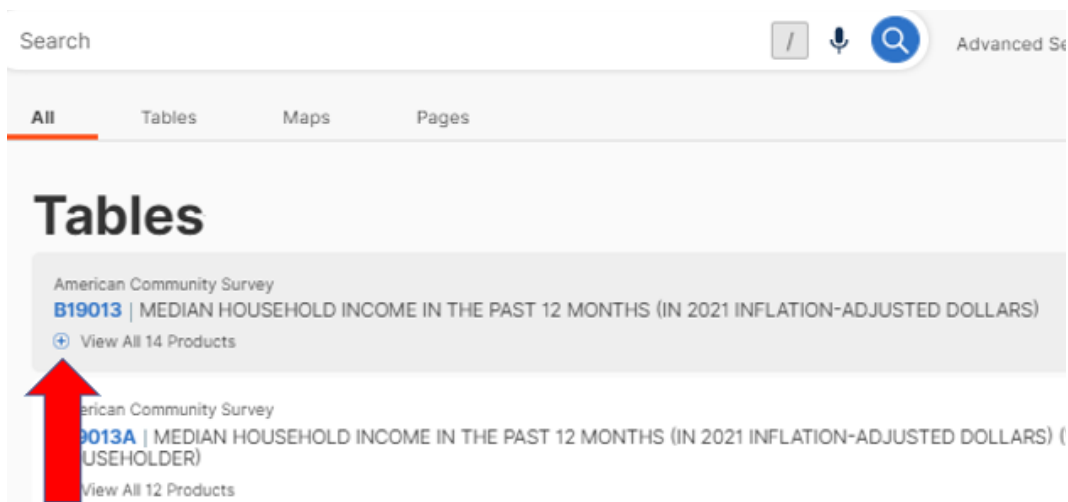 Search / Advanced Se
All Tables Maps Pages
Tables
American Community Survey
B19013 | MEDIAN HOUSEHOLD INCOME IN THE PAST 12 MONTHS (IN 2021 INFLATION-ADJUSTED DOLLARS)
View All 14 Products
erican Community Survey
9013A | MEDIAN HOUSEHOLD INCOME IN THE PAST 12 MONTHS (IN 2021 INFLATION-ADJUSTED DOLLARS) (
USEHOLDER)
View All 12 Products